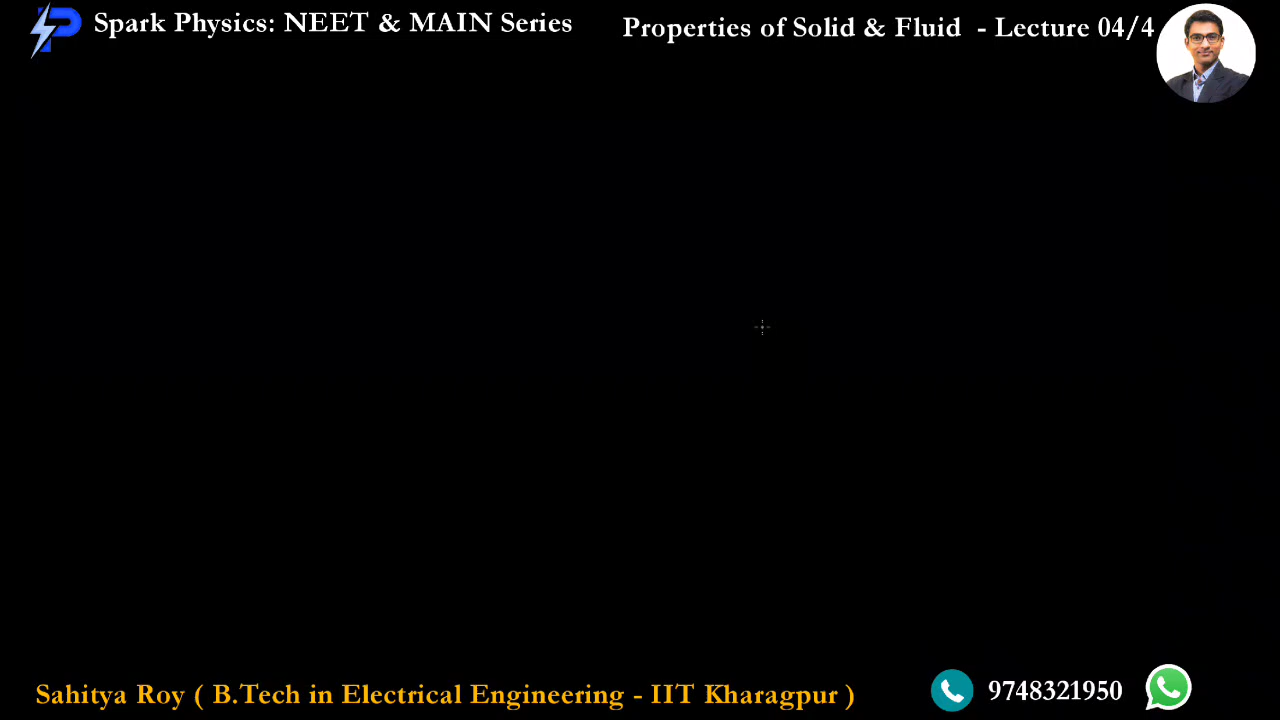 Spark Physics: NEET & MAIN Series
Properties of Solid & Fluid - Lecture 04/4
Sahitya Roy ( B.Tech in Electrical Engineering - IIT Kharagpur )
9748321950